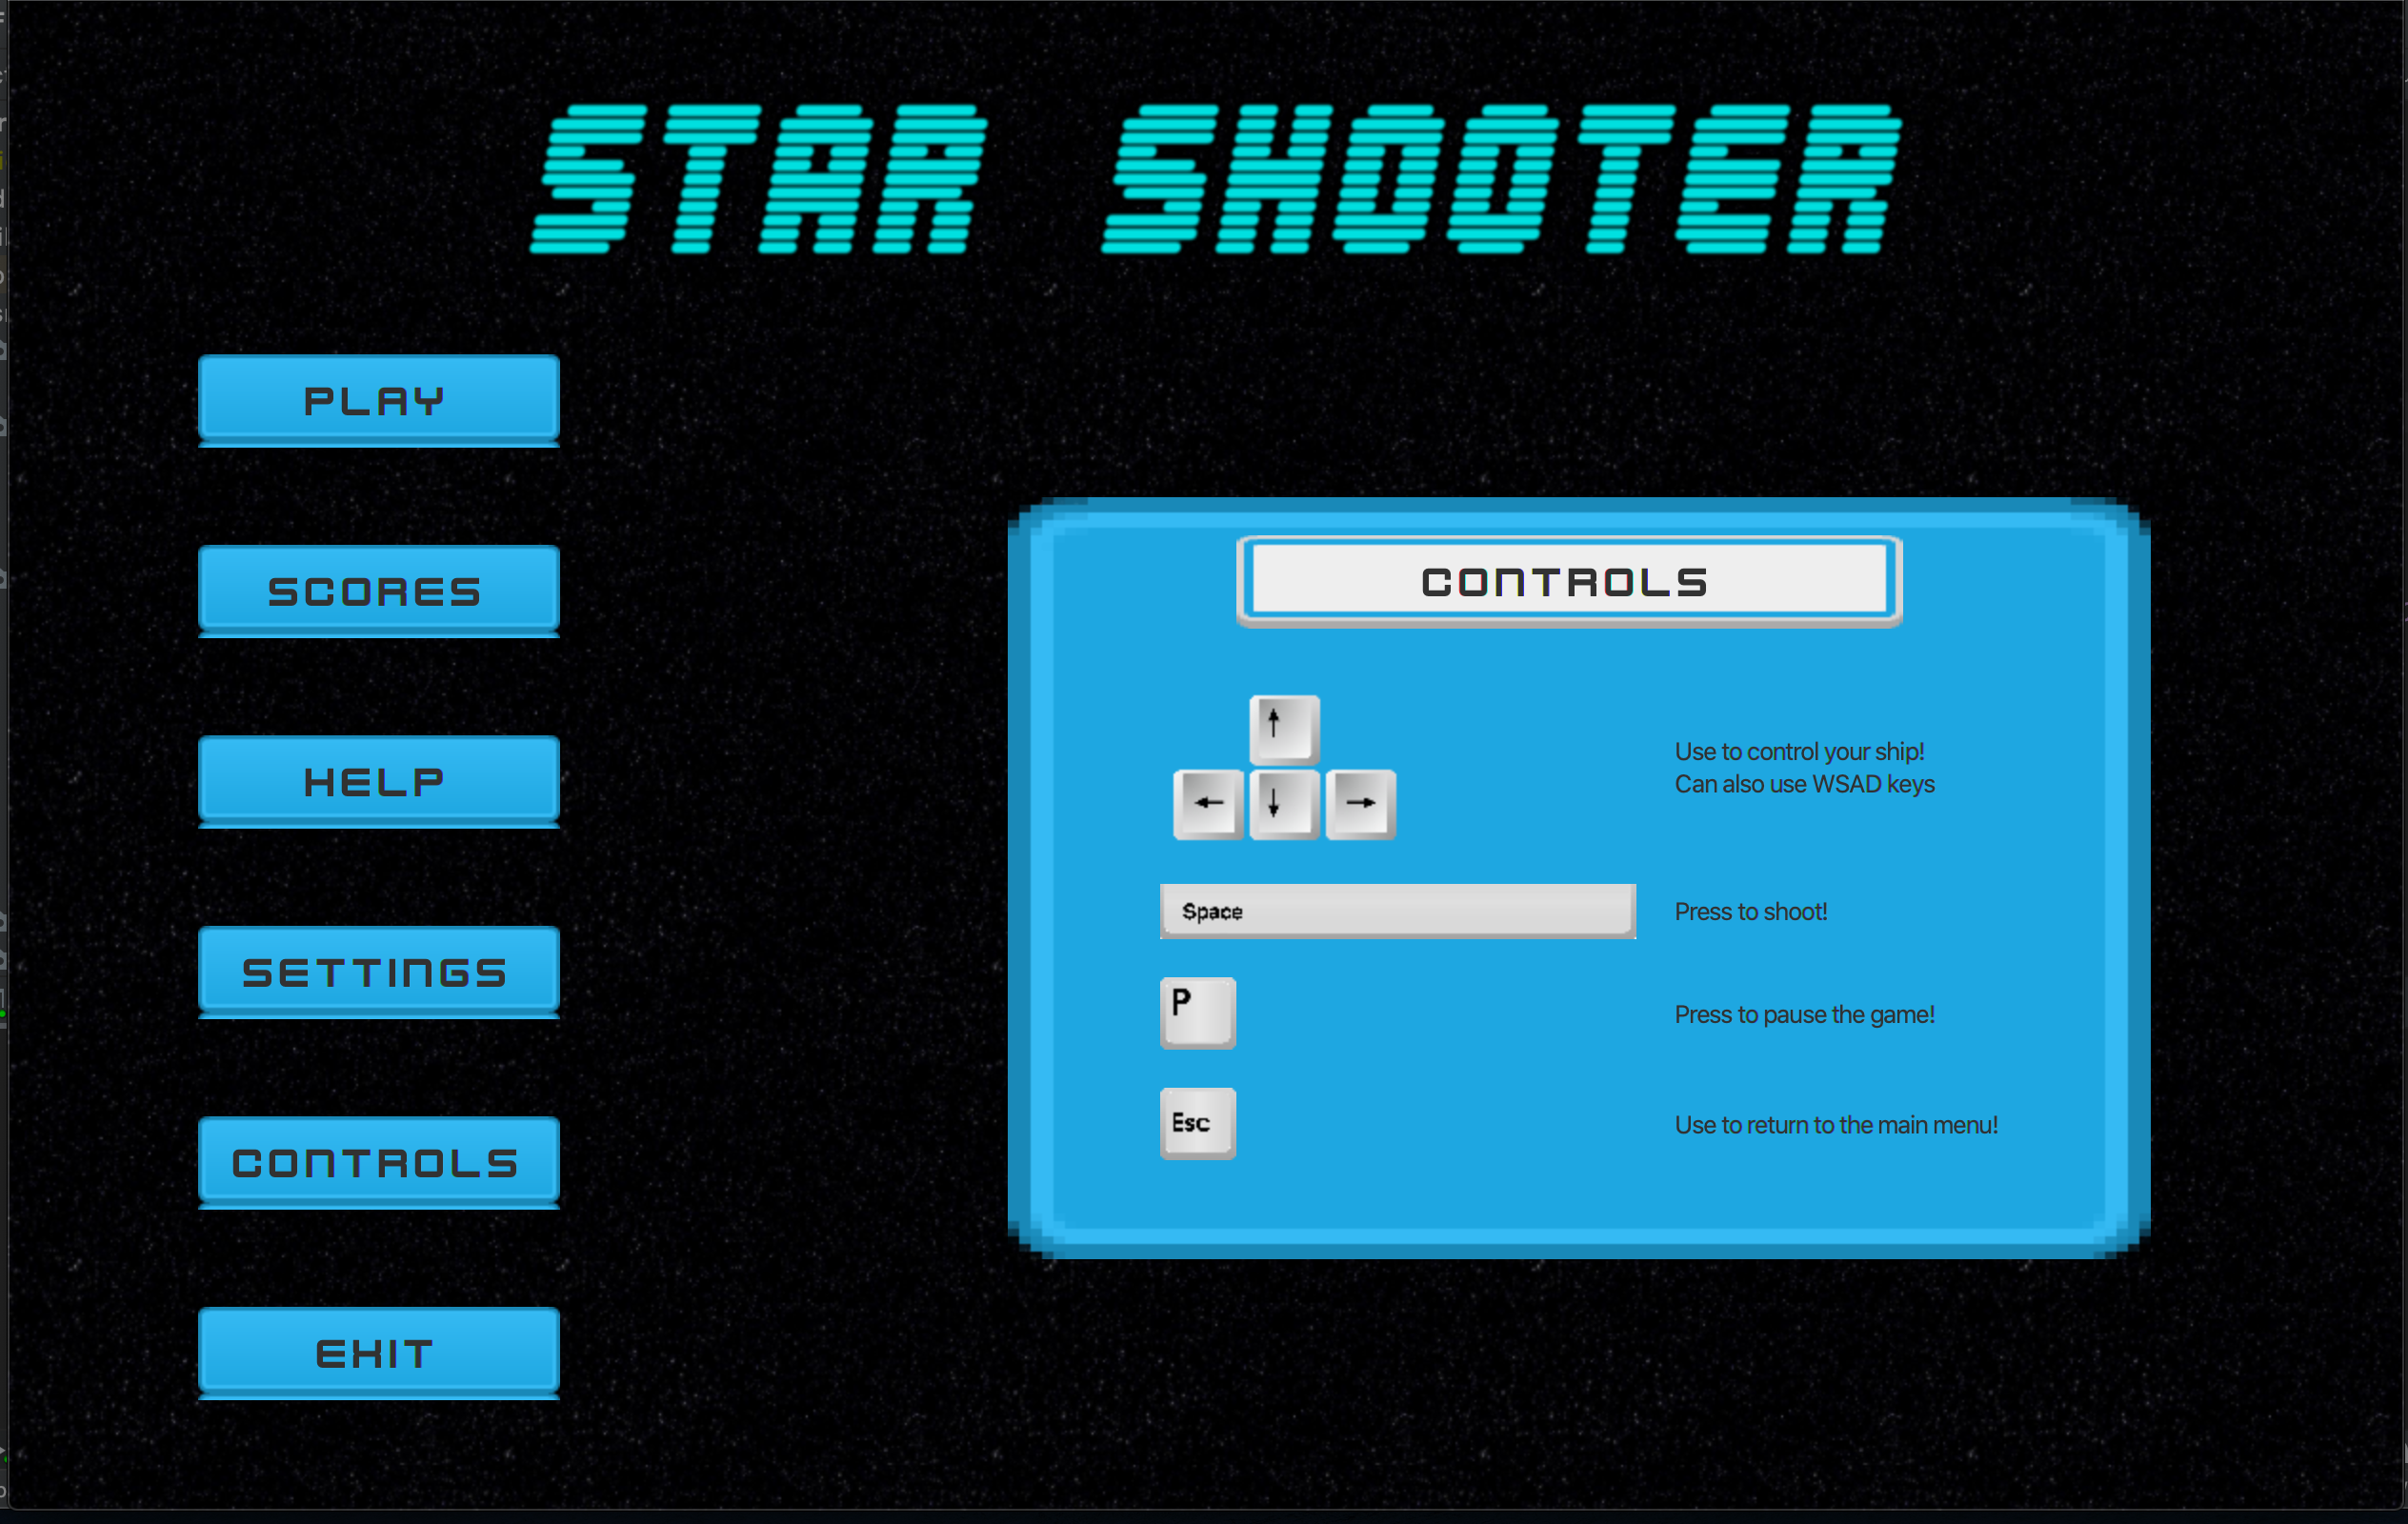 STAR SHOOTER
PLAY
SCORES
HELP
SETTINGS
CONTROLS
EXIT
CONTROLS
↑
← ↓ →
Use to control your ship!
Can also use WSAD keys
Space
Press to shoot!
P
Press to pause the game!
Esc
Use to return to the main menu!